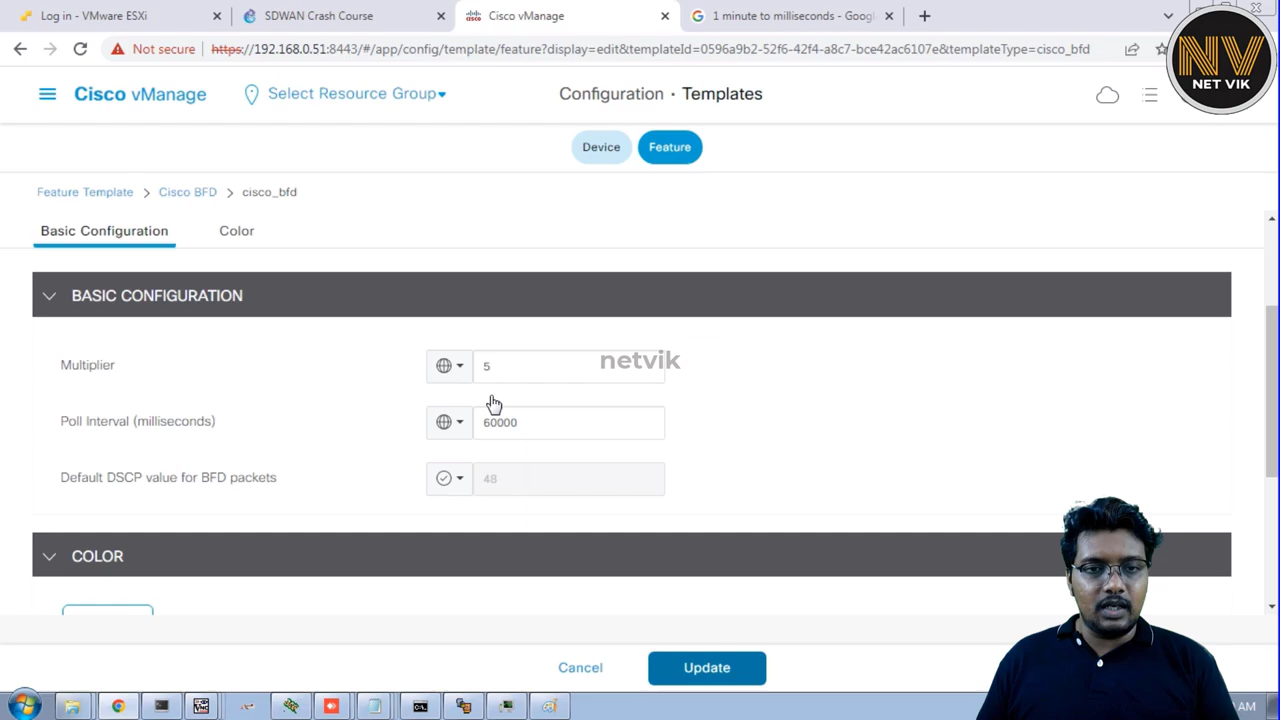 Log in - VMware ESXi
SDWAN Crash Course
Cisco vManage
1 minute to milliseconds - Googl
Not secure
https://192.168.0.51:8443/#/app/config/template/feature?display=edit&templateId=0596a9b2-52f6-42f4-a8c7-bce42ac6107e&templateType=cisco_bfd
NV
NET VIK
Cisco vManage
Select Resource Group
Configuration · Templates
Device
Feature
Feature Template
Cisco BFD
cisco_bfd
Basic Configuration
Color
BASIC CONFIGURATION
Multiplier
5
netvik
Poll Interval (milliseconds)
60000
Default DSCP value for BFD packets
48
COLOR
Cancel
Update
AM